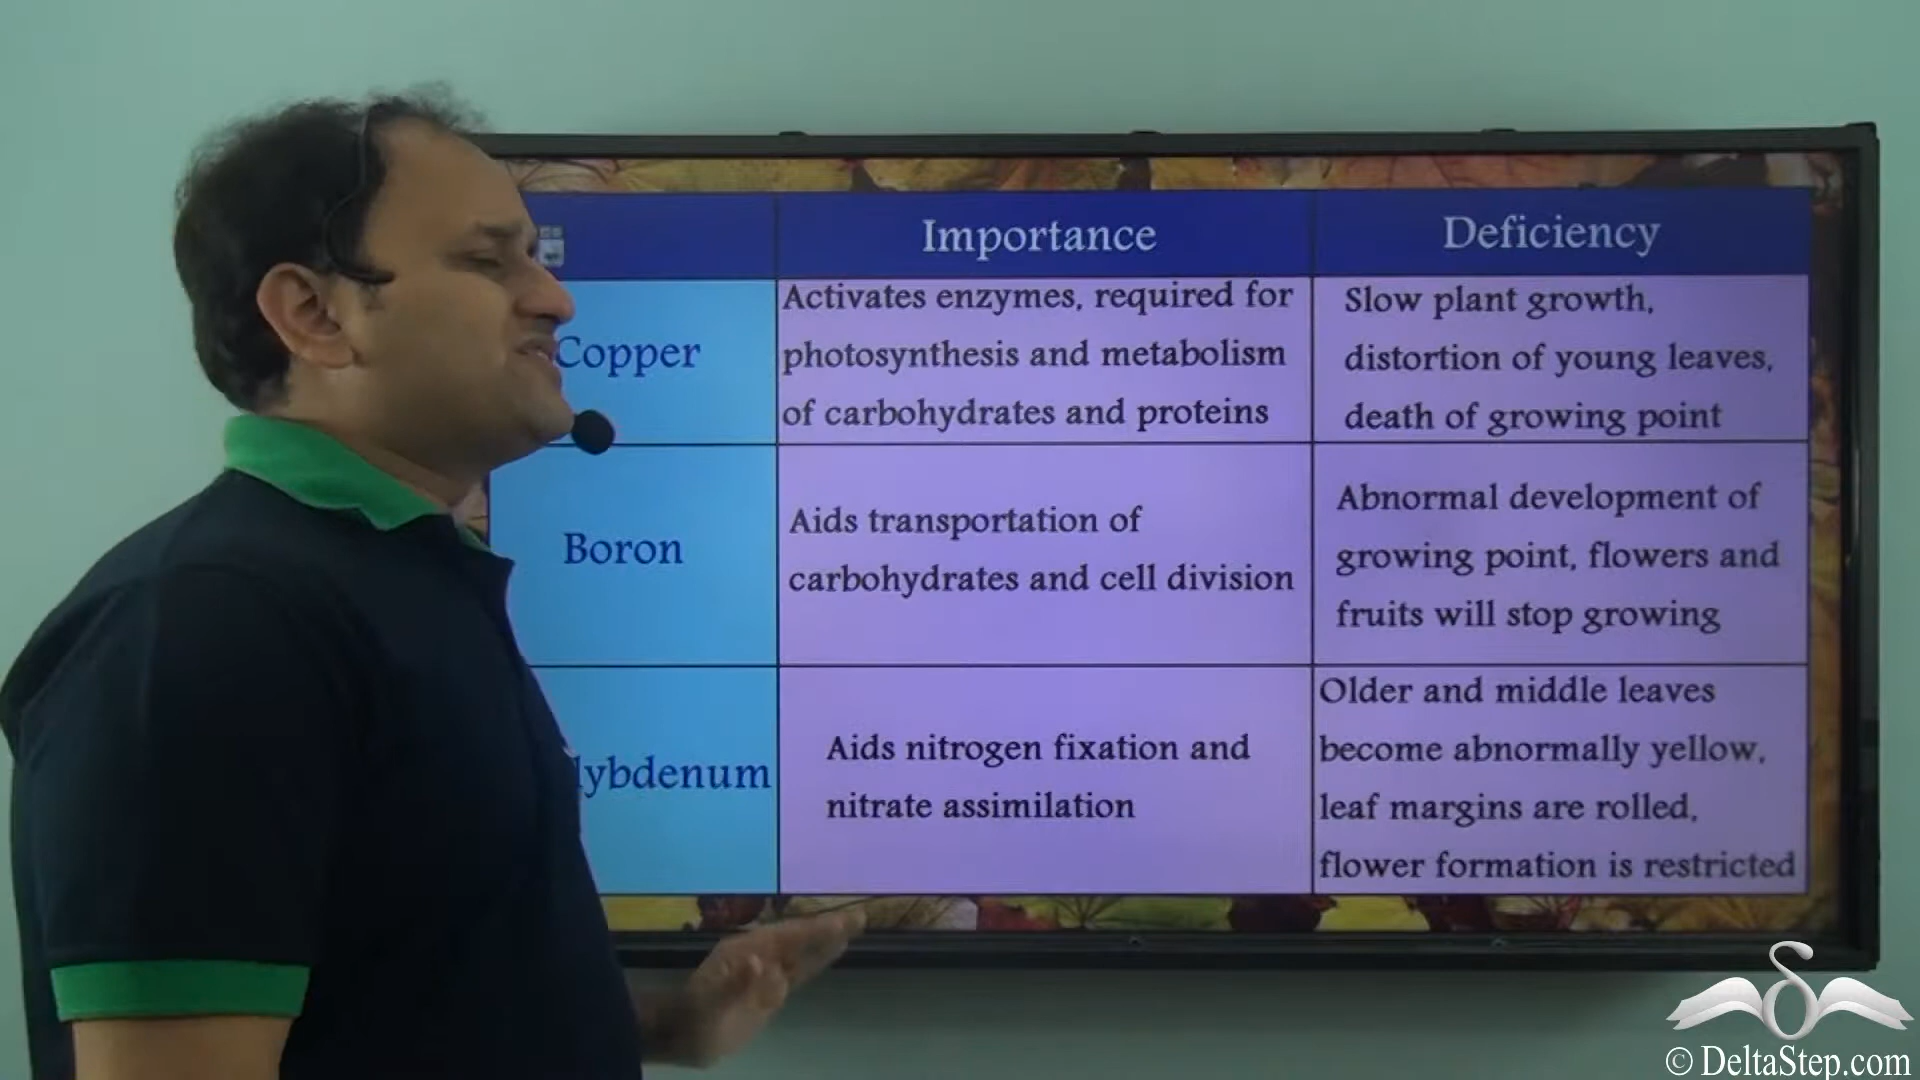 Importance
Deficiency
Copper
Activates enzymes, required for
photosynthesis and metabolism
of carbohydrates and proteins
Slow plant growth,
distortion of young leaves,
death of growing point
Boron
Aids transportation of
carbohydrates and cell division
Abnormal development of
growing point, flowers and
fruits will stop growing
lybdenum
Aids nitrogen fixation and
nitrate assimilation
Older and middle leaves
become abnormally yellow,
leaf margins are rolled,
flower formation is restricted
© DeltaStep.com